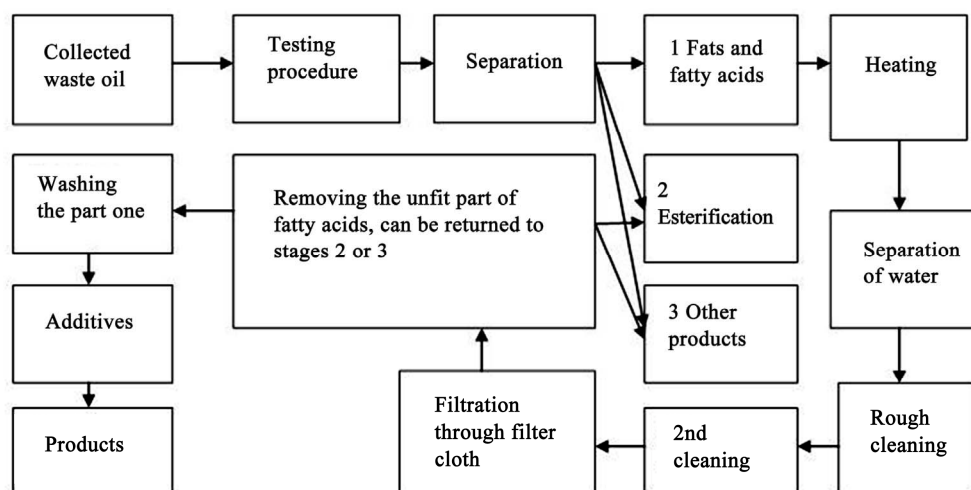 Collected
waste oil
Testing
procedure
Separation
1 Fats and
fatty acids
Heating
Washing
the part one
Removing the unfit part of
fatty acids, can be returned to
stages 2 or 3
2
Esterification
Separation
of water
Additives
3 Other
products
Products
Filtration
through filter
cloth
2nd
cleaning
Rough
cleaning